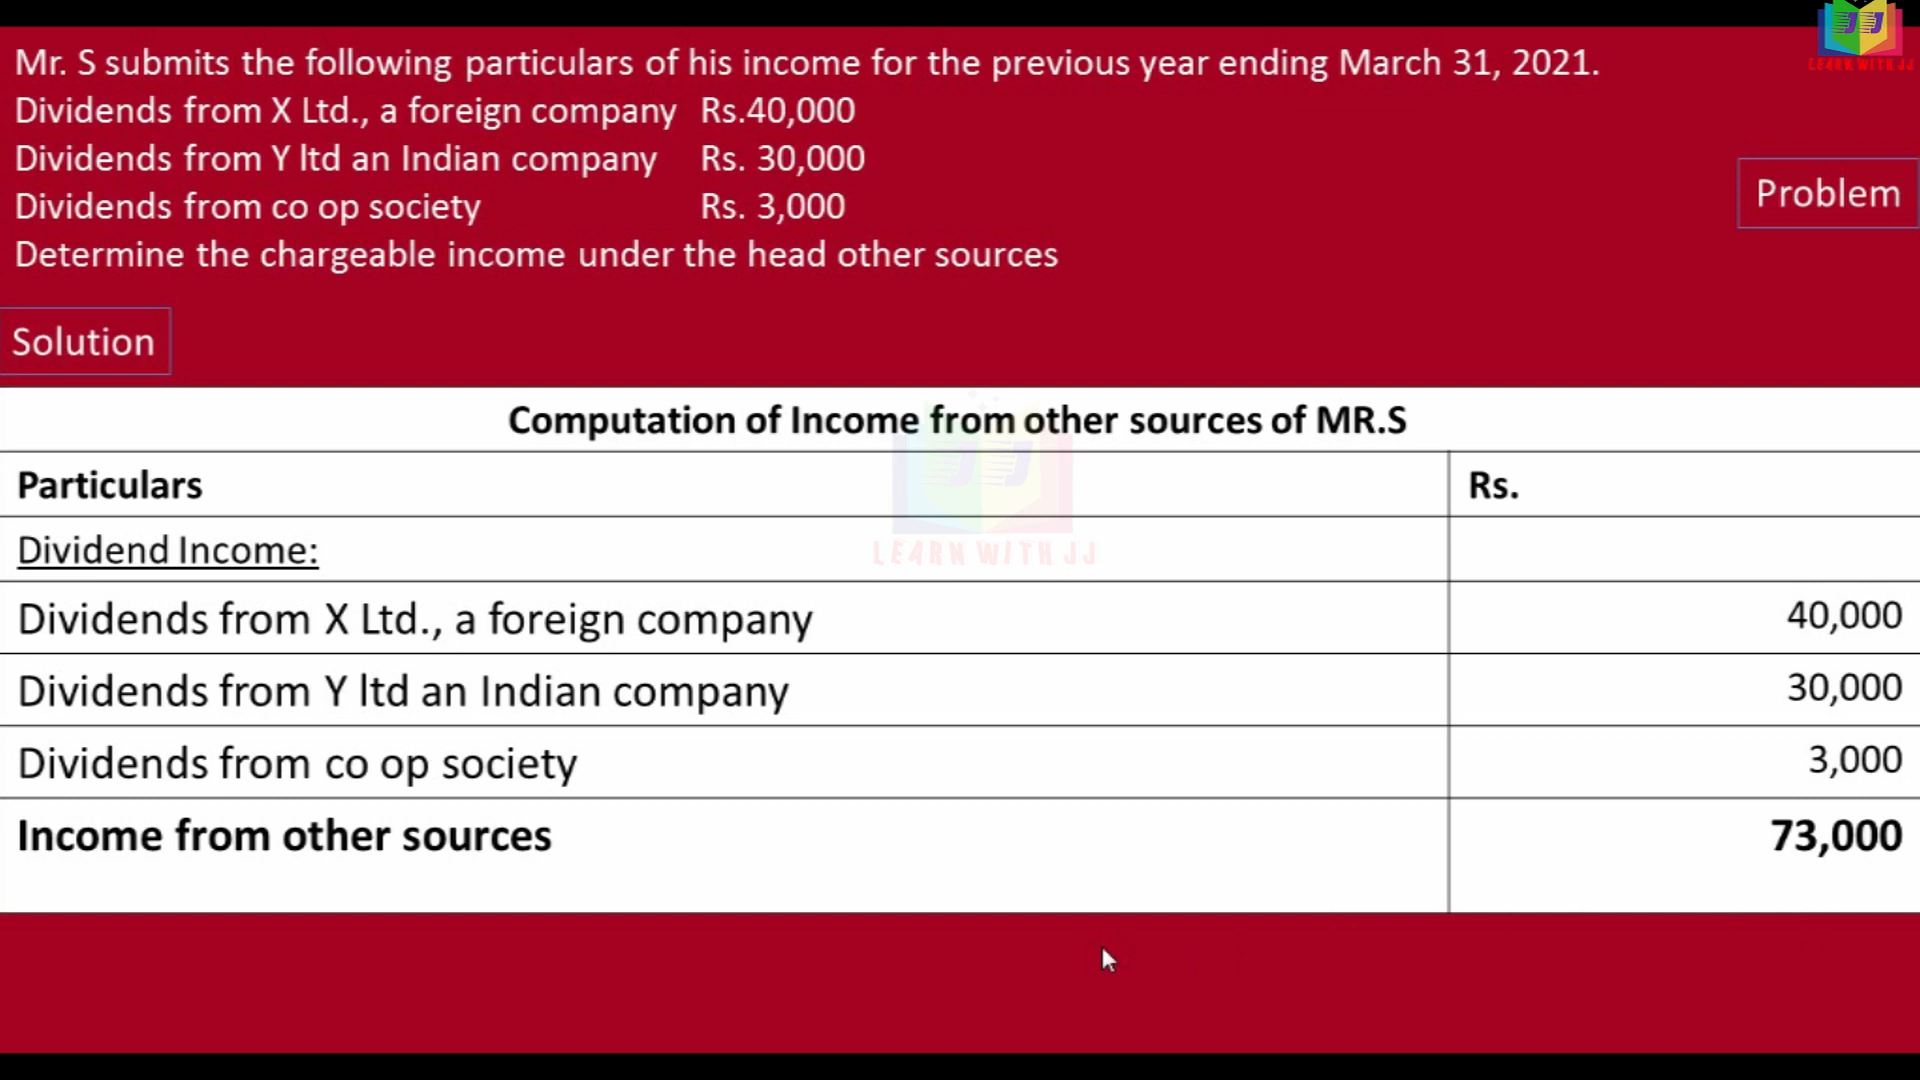 LEARN WITH JJ
Mr. S submits the following particulars of his income for the previous year ending March 31, 2021.
Dividends from X Ltd., a foreign company Rs.40,000
Dividends from Y ltd an Indian company Rs. 30,000
Dividends from co op society Rs. 3,000
Determine the chargeable income under the head other sources
Problem
Solution
Computation of Income from other sources of MR.S
Particulars Rs.
Dividend Income:
LEARN WITH JJ
Dividends from X Ltd., a foreign company 40,000
Dividends from Y ltd an Indian company 30,000
Dividends from co op society 3,000
Income from other sources 73,000